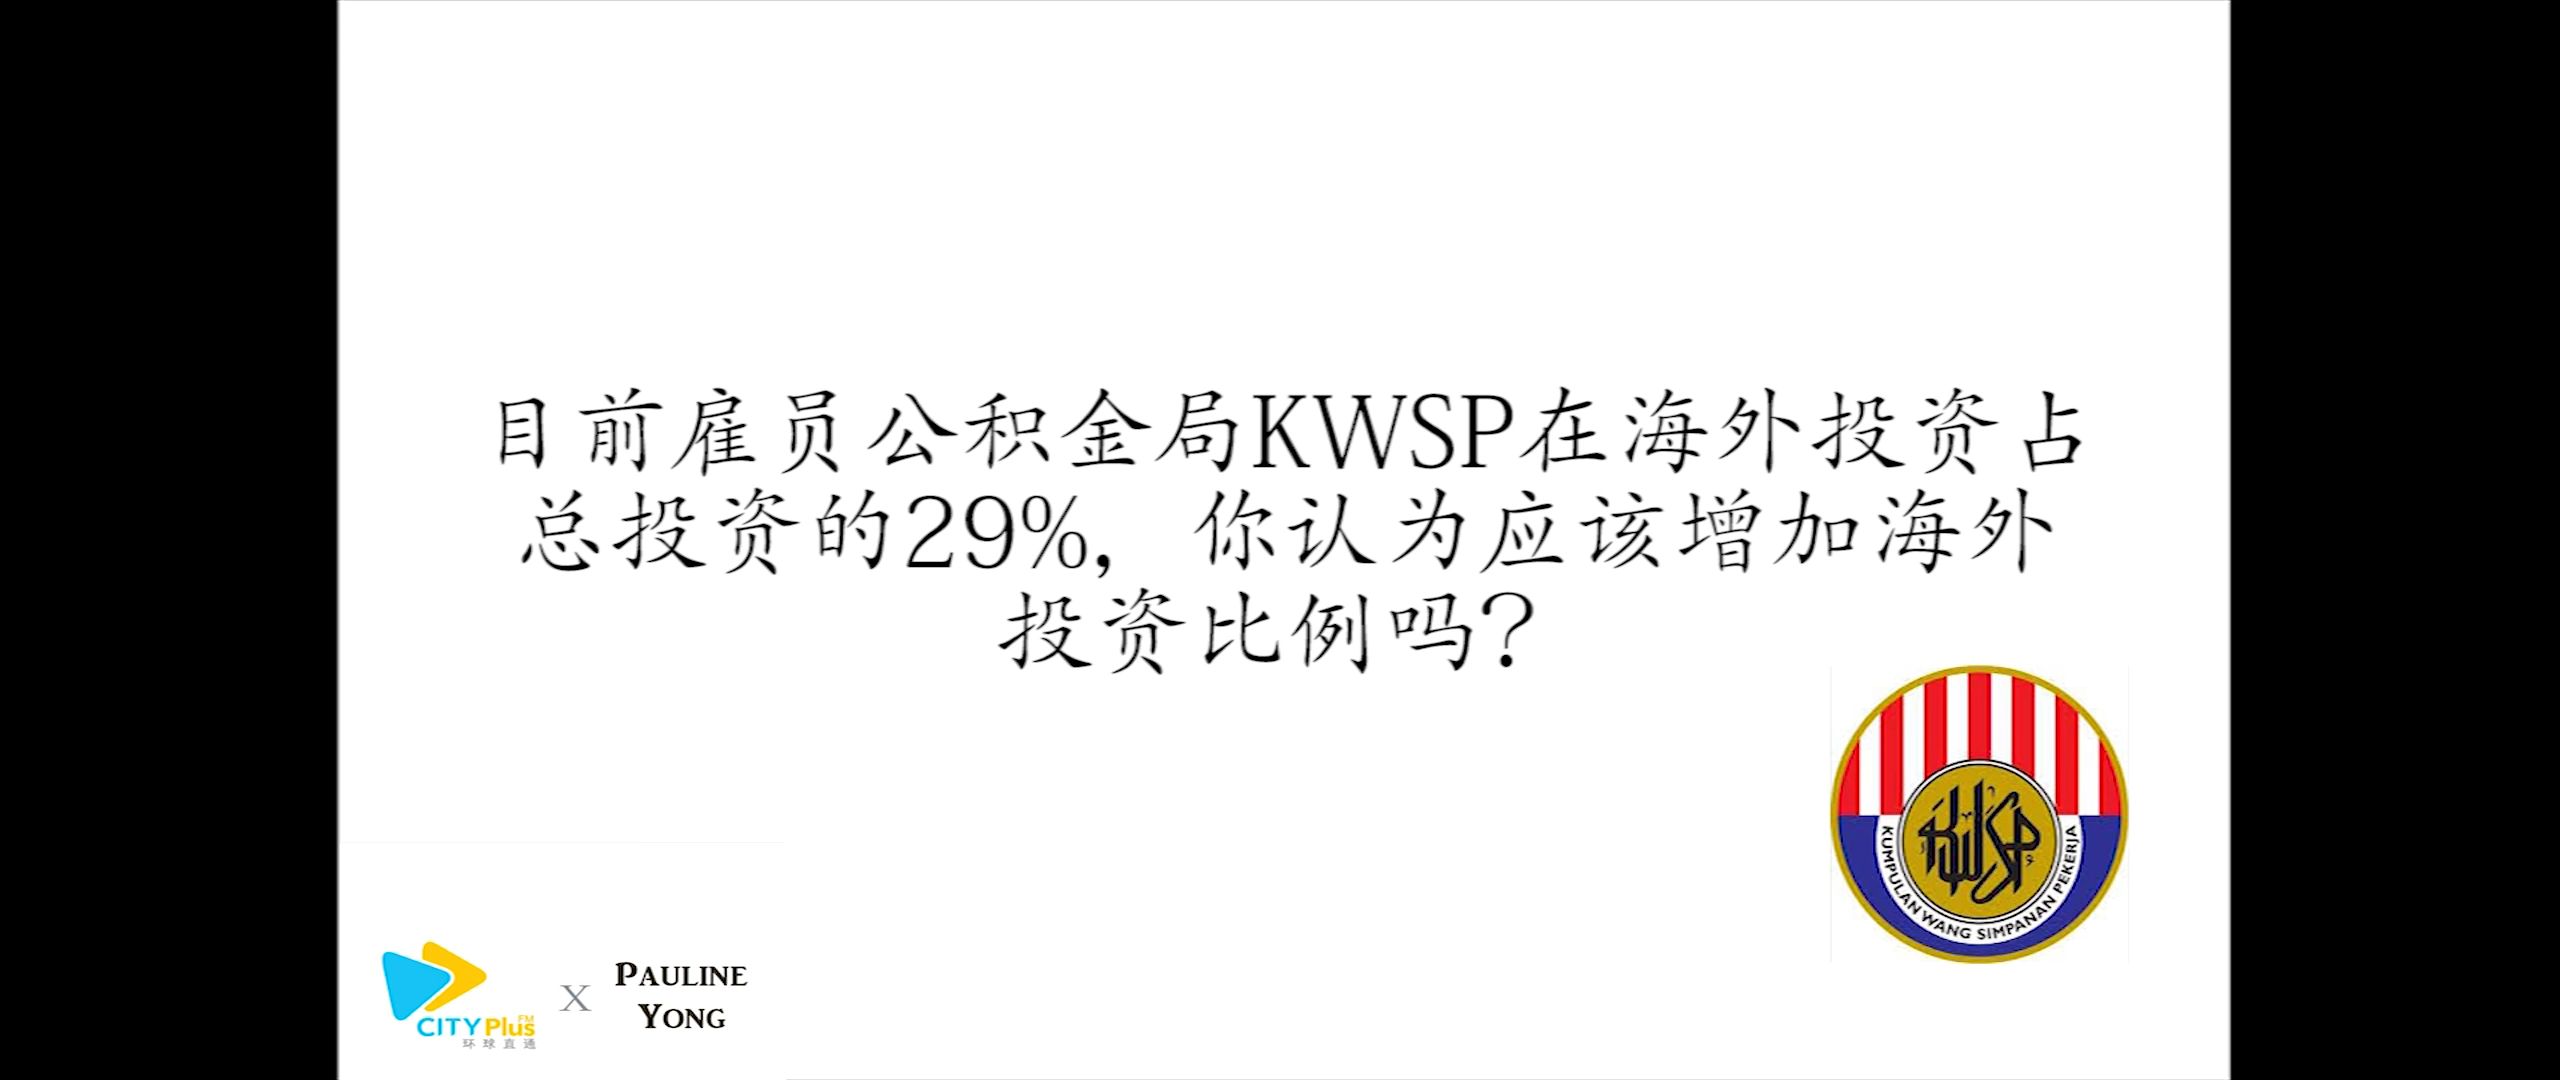 目前雇员公积金局KWSP在海外投资占
总投资的29%，你认为应该增加海外
投资比例吗？
KWSP
KUMPULAN WANG SIMPANAN PEKERJA
CITY Plus FM
环球直通
X
PAULINE
YONG